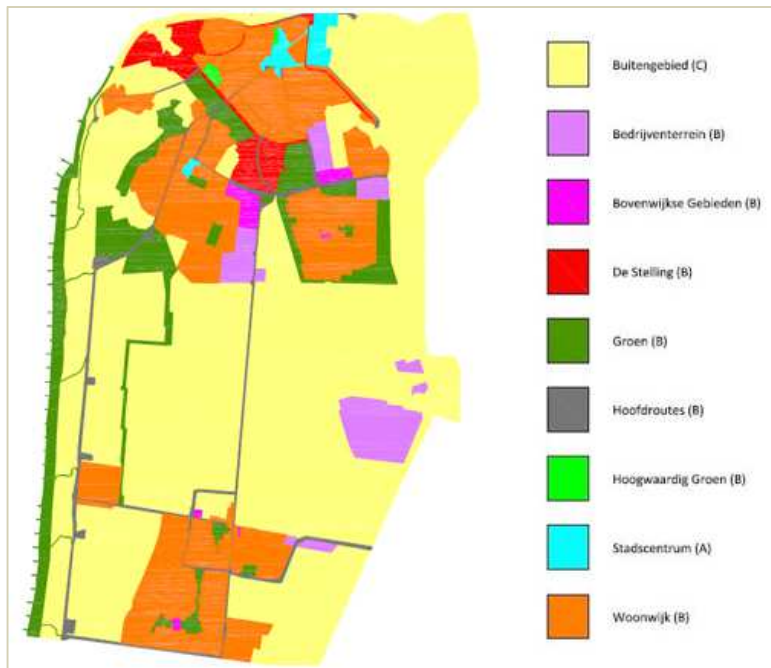 Buitengebied (C)
Bedrijventerrein (B)
Bovenwijkse Gebieden (B)
De Stelling (B)
Groen (B)
Hoofdroutes (B)
Hoogwaardig Groen (B)
Stadscentrum (A)
Woonwijk (B)